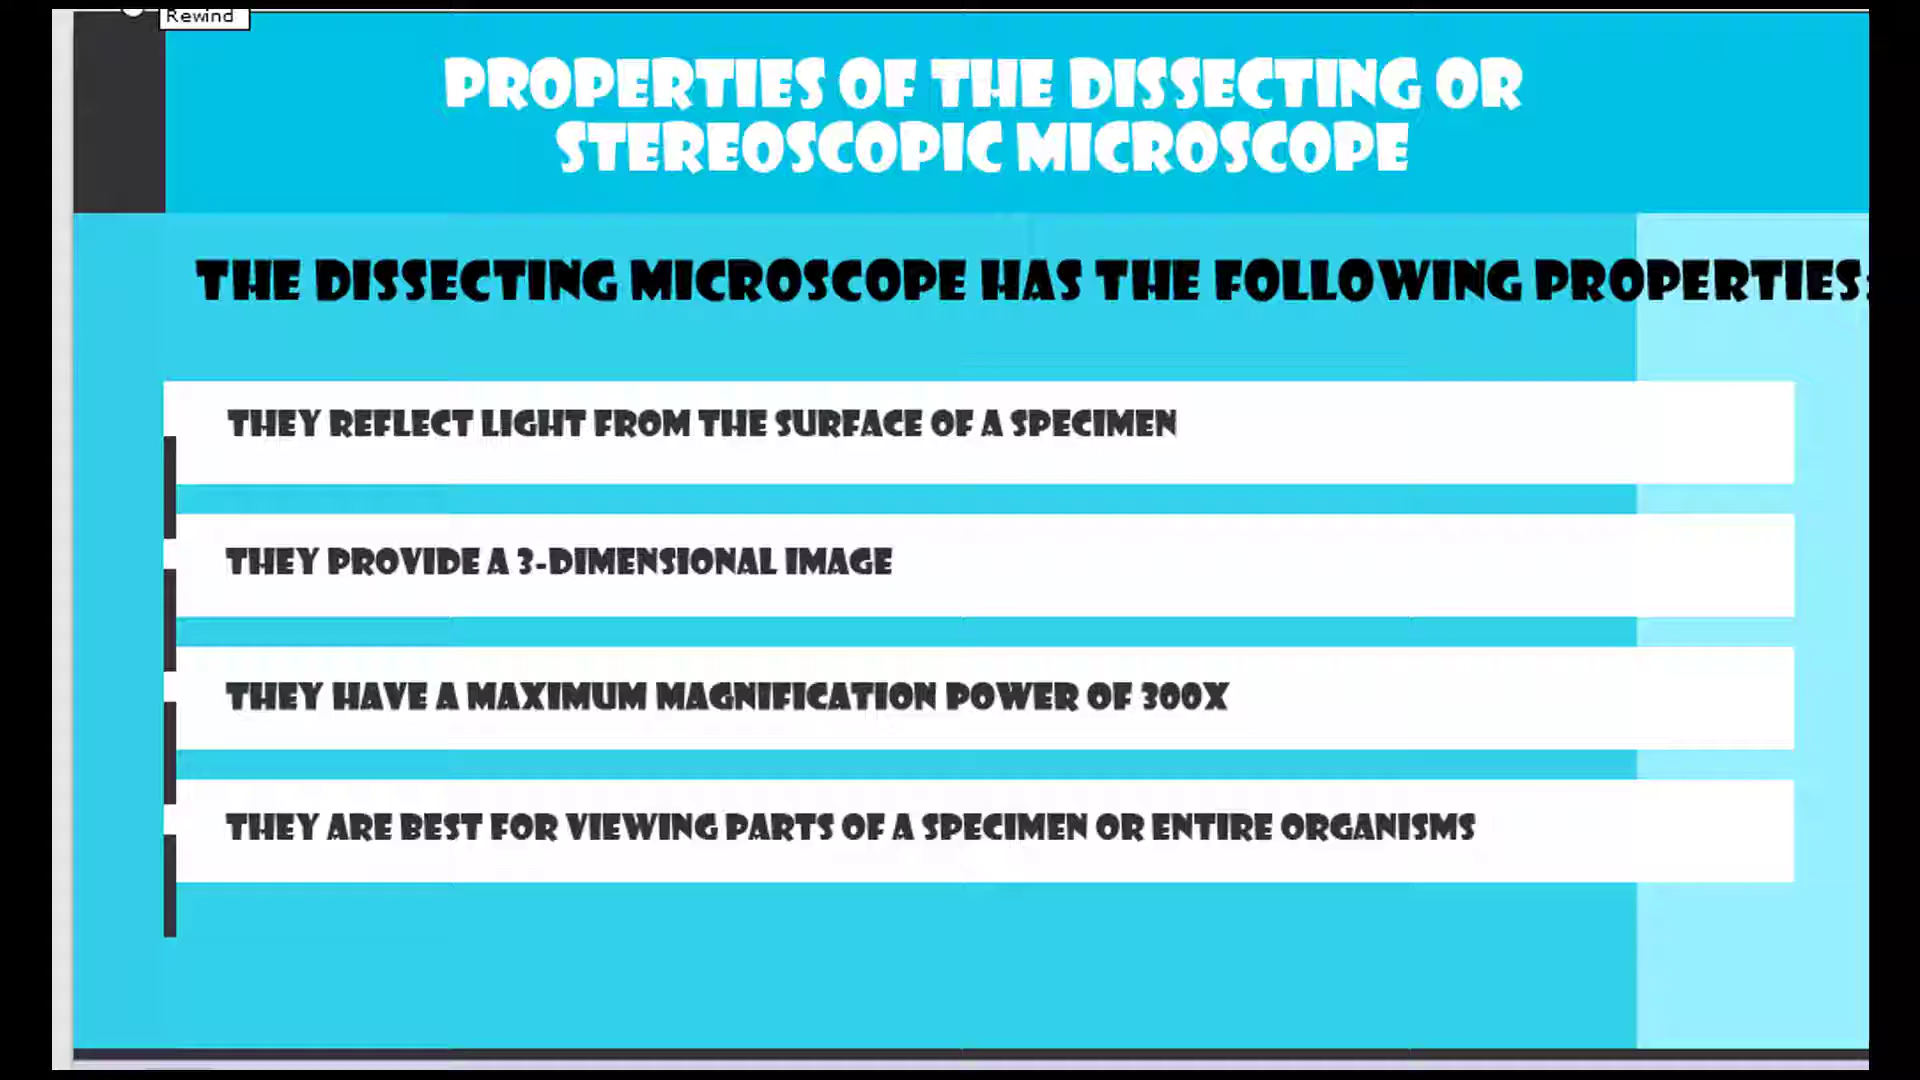 Rewind
PROPERTIES OF THE DISSECTING OR
STEREOSCOPIC MICROSCOPE
THE DISSECTING MICROSCOPE HAS THE FOLLOWING PROPERTIES:
THEY REFLECT LIGHT FROM THE SURFACE OF A SPECIMEN
THEY PROVIDE A 3-DIMENSIONAL IMAGE
THEY HAVE A MAXIMUM MAGNIFICATION POWER OF 300X
THEY ARE BEST FOR VIEWING PARTS OF A SPECIMEN OR ENTIRE ORGANISMS